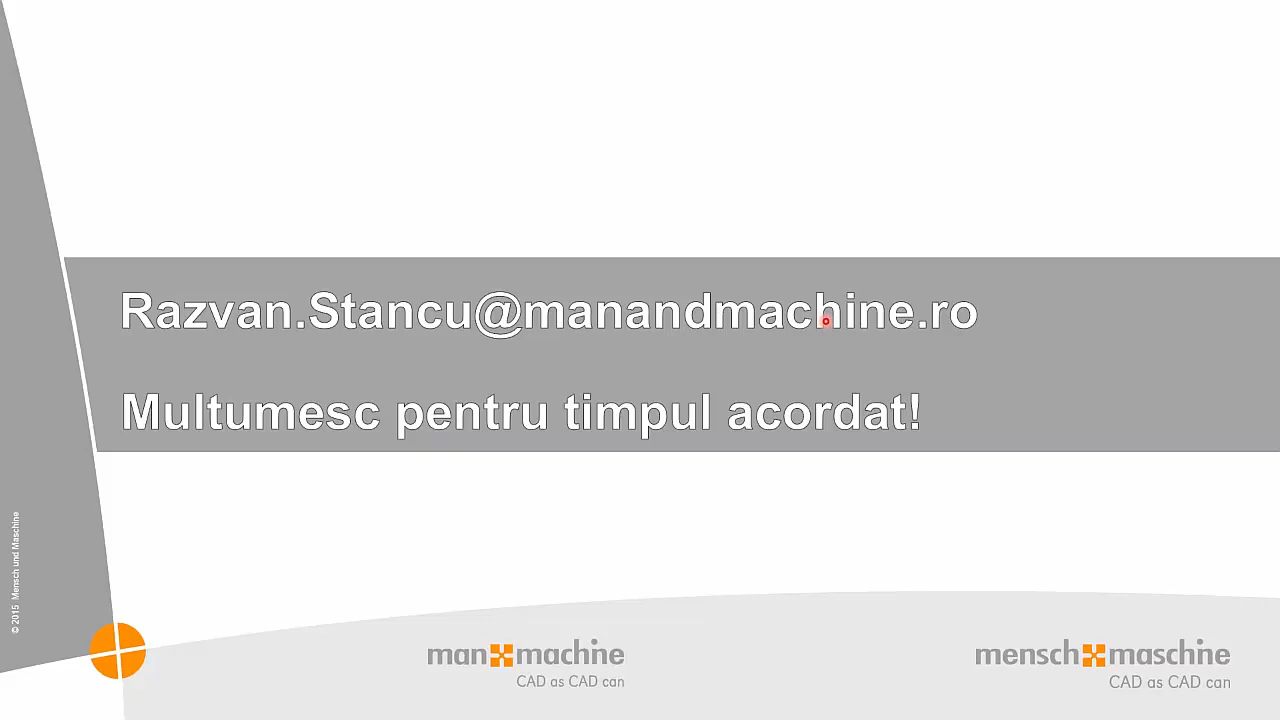 Razvan.Stancu@manandmachine.ro
Multumesc pentru timpul acordat!
© 2015 Mensch und Maschine
man machine
CAD as CAD can
mensch maschine
CAD as CAD can